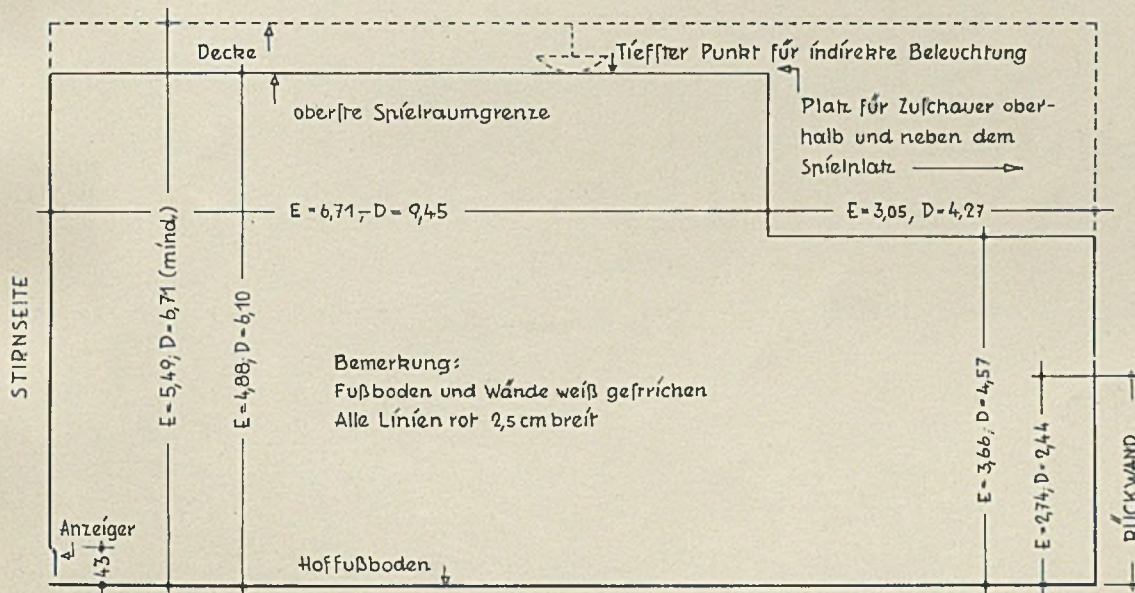 Decke
Tiefſter Punkt für indirekte Beleuchtung
oberſte Spielraumgrenze
Platz für Zuſchauer ober-
halb und neben dem
Spielplatz
E=6,71, D=9,45
E=3,05, D=4,27
STIRNSEITE
E=5,49; D=6,71 (mind.)
E=4,88; D=6,10
Bemerkung:
Fußboden und Wände weiß geſtrichen
Alle Linien rot 2,5 cm breit
E=3,66; D=4,57
E=2,74; D=2,44
RÜCKWAND
Anzeiger
43
Hoffußboden